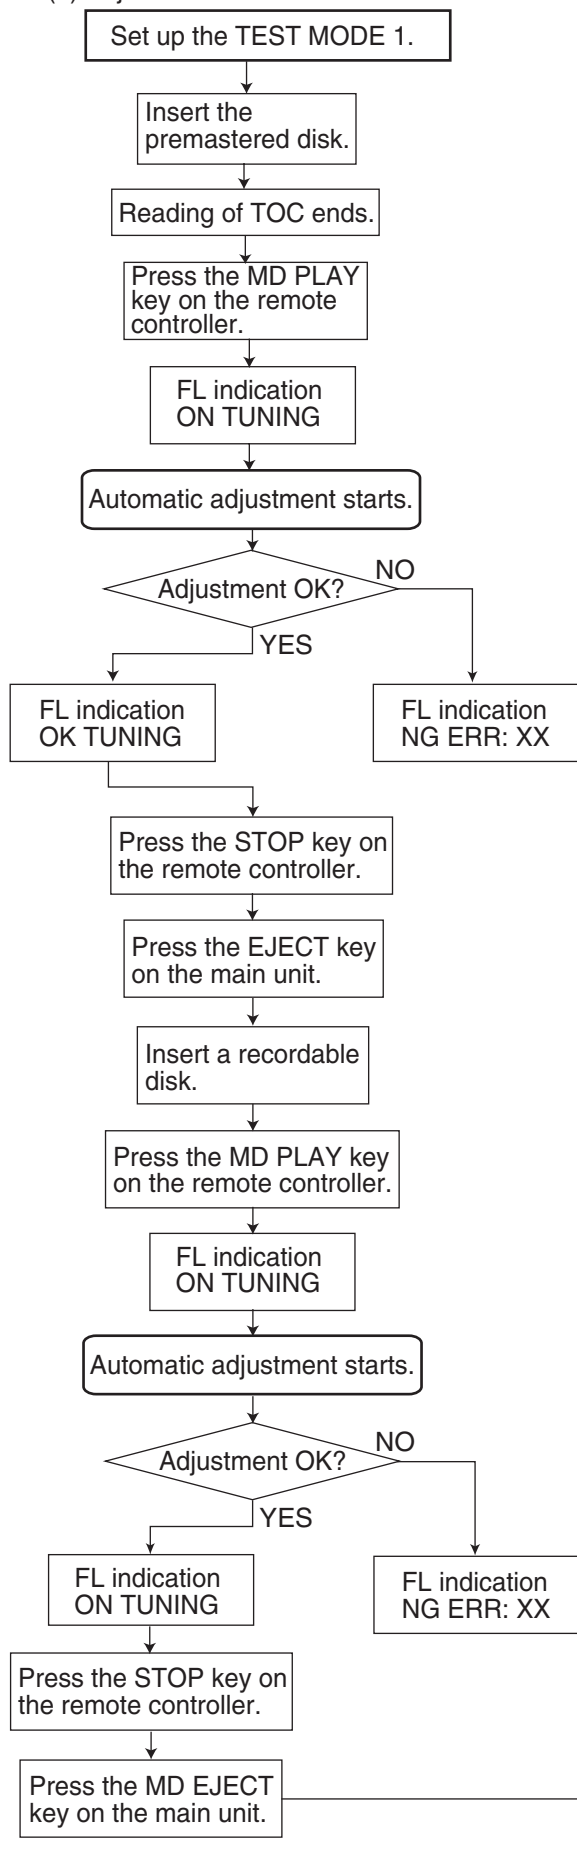 Set up the TEST MODE 1.
Insert the
premastered disk.
Reading of TOC ends.
Press the MD PLAY
key on the remote
controller.
FL indication
ON TUNING
Automatic adjustment starts.
Adjustment OK?
NO
YES
FL indication
OK TUNING
FL indication
NG ERR: XX
Press the STOP key on
the remote controller.
Press the EJECT key
on the main unit.
Insert a recordable
disk.
Press the MD PLAY key
on the remote controller.
FL indication
ON TUNING
Automatic adjustment starts.
Adjustment OK?
NO
YES
FL indication
ON TUNING
FL indication
NG ERR: XX
Press the STOP key on
the remote controller.
Press the MD EJECT
key on the main unit.